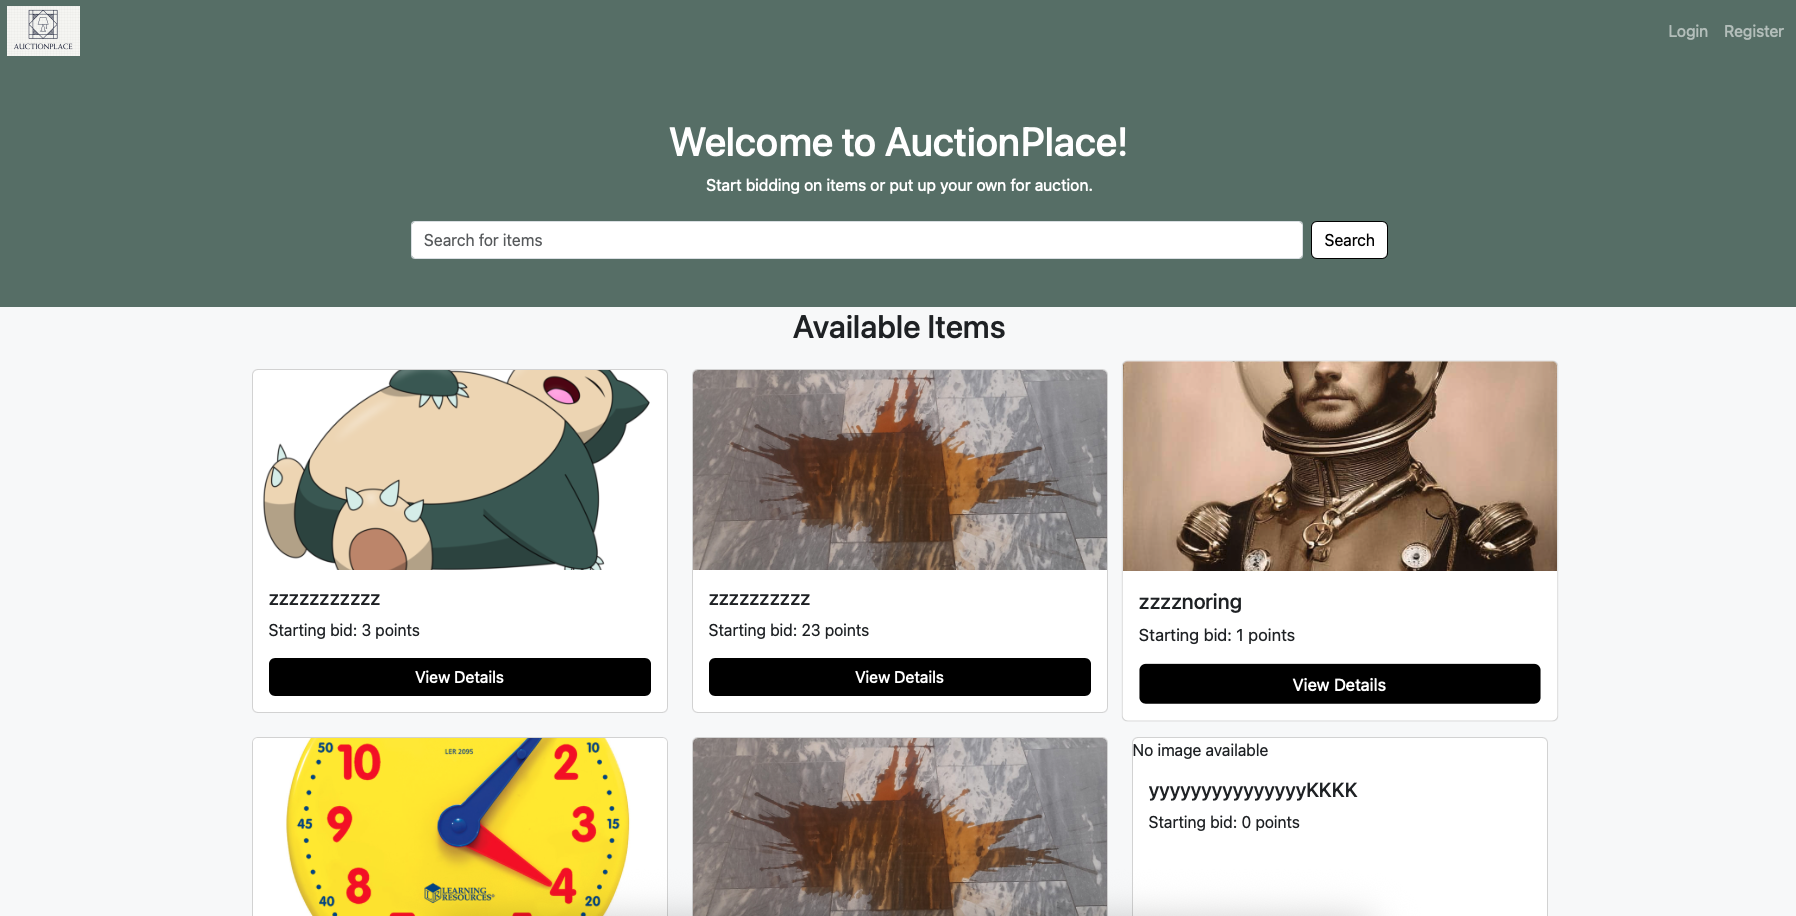 AUCTIONPLACE
Login Register
Welcome to AuctionPlace!
Start bidding on items or put up your own for auction.
Search for items Search
Available Items
zzzzzzzzzzz
Starting bid: 3 points
View Details
zzzzzzzzzz
Starting bid: 23 points
View Details
zzzznoring
Starting bid: 1 points
View Details
LER 2095
50 10 2 10
45 9 3 15
40 8 4 20
LEARNING
RESOURCES®
No image available
yyyyyyyyyyyyyyyKKKK
Starting bid: 0 points